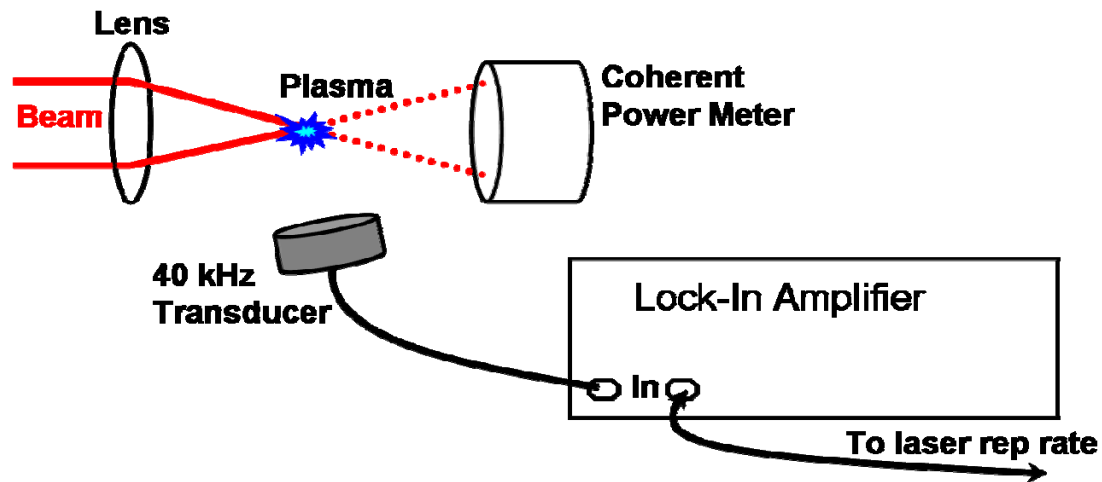 Lens
Beam
Plasma
Coherent
Power Meter
40 kHz
Transducer
Lock-In Amplifier
In
To laser rep rate